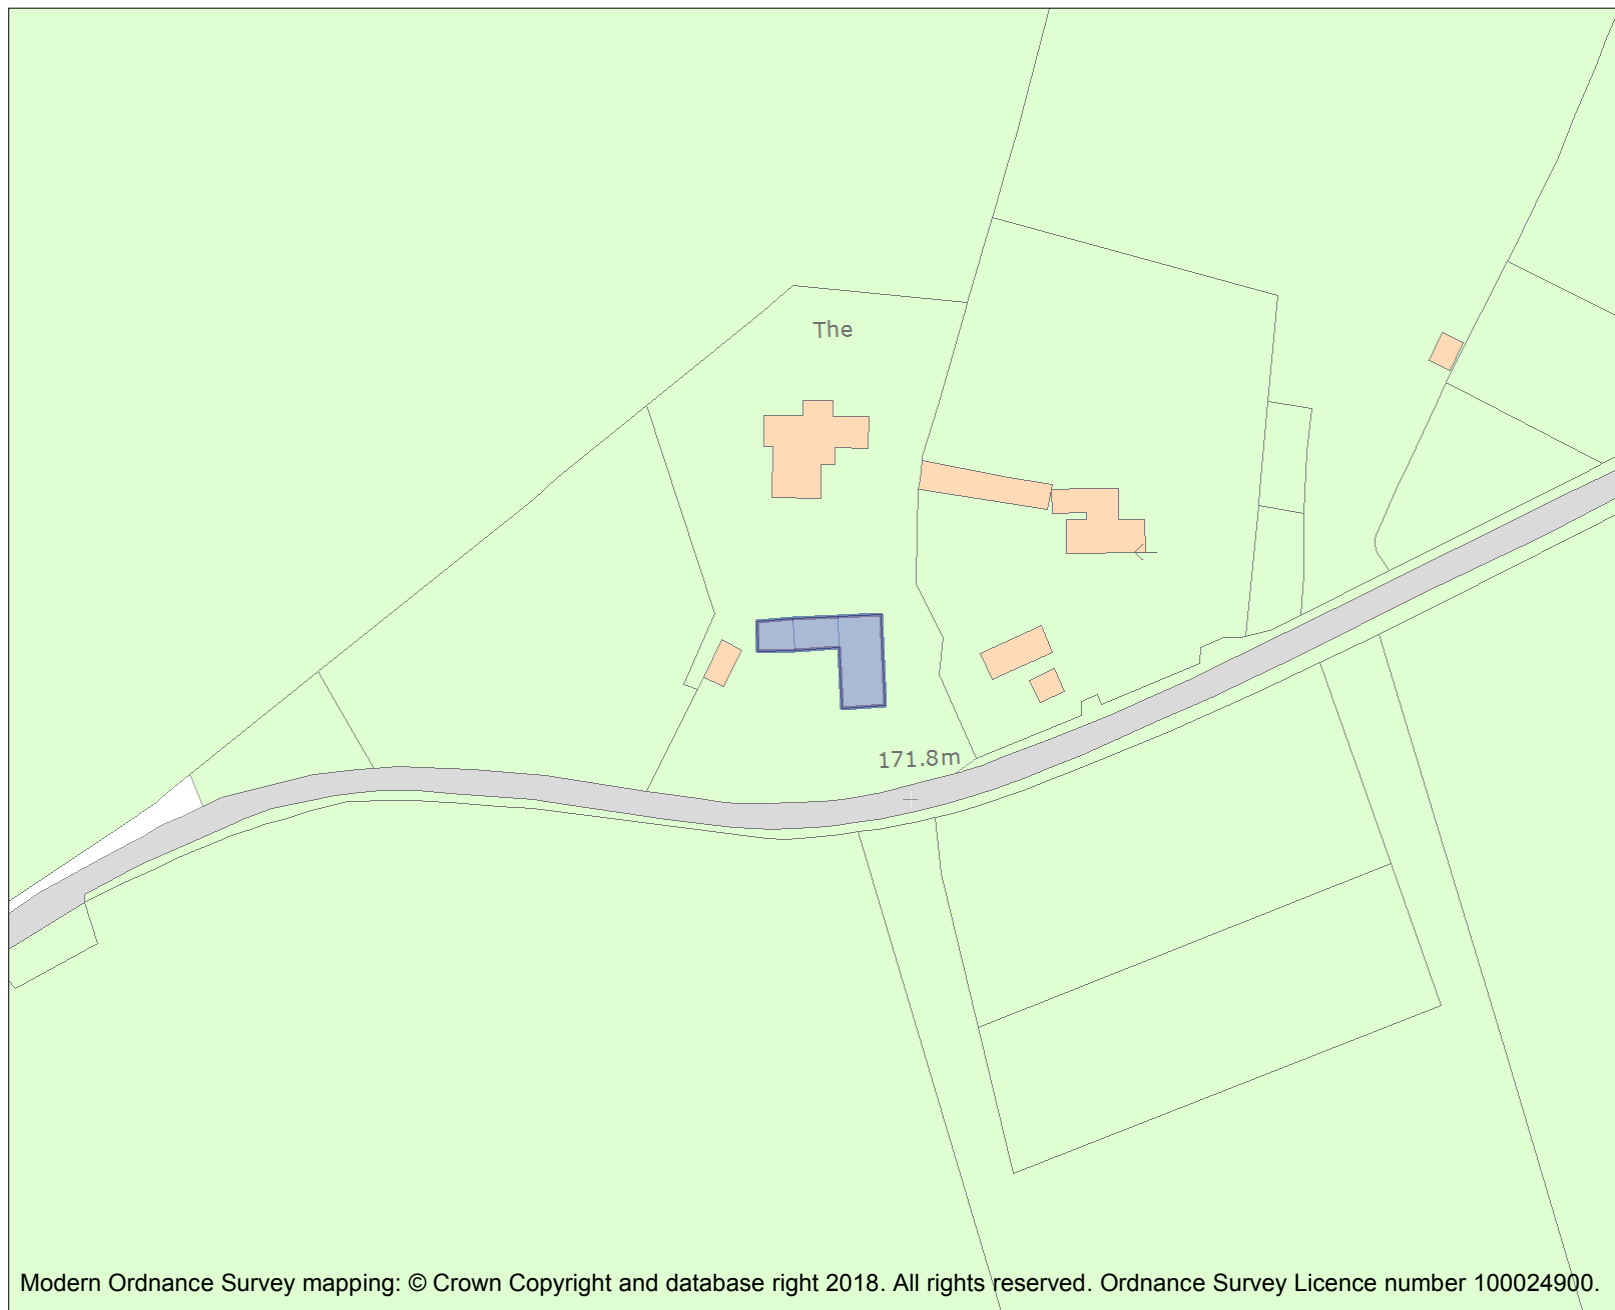 The
171.8m
Modern Ordnance Survey mapping: © Crown Copyright and database right 2018. All rights reserved. Ordnance Survey Licence number 100024900.